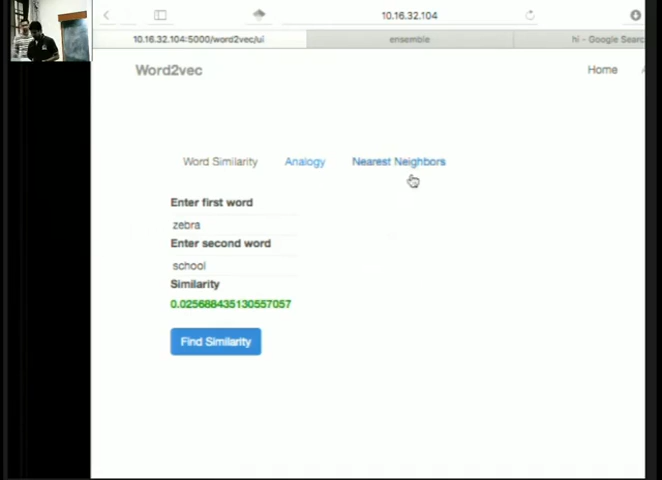 10.16.32.104
10.16.32.104:5000/word2vec/ui
ensemble
hi - Google Searc
Word2vec
Home
Word Similarity
Analogy
Nearest Neighbors
Enter first word
zebra
Enter second word
school
Similarity
0.025688435130557057
Find Similarity